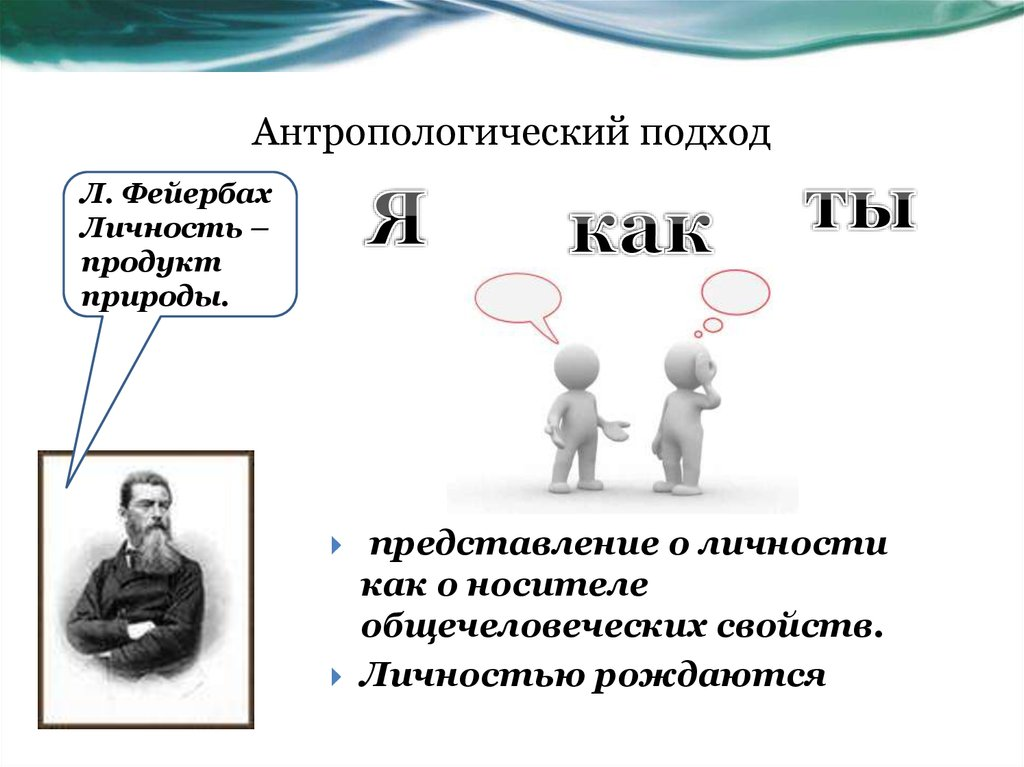 Антропологический подход
Л. Фейербах
Личность –
продукт
природы.
Я как ты
представление о личности
как о носителе
общечеловеческих свойств.
Личностью рождаются